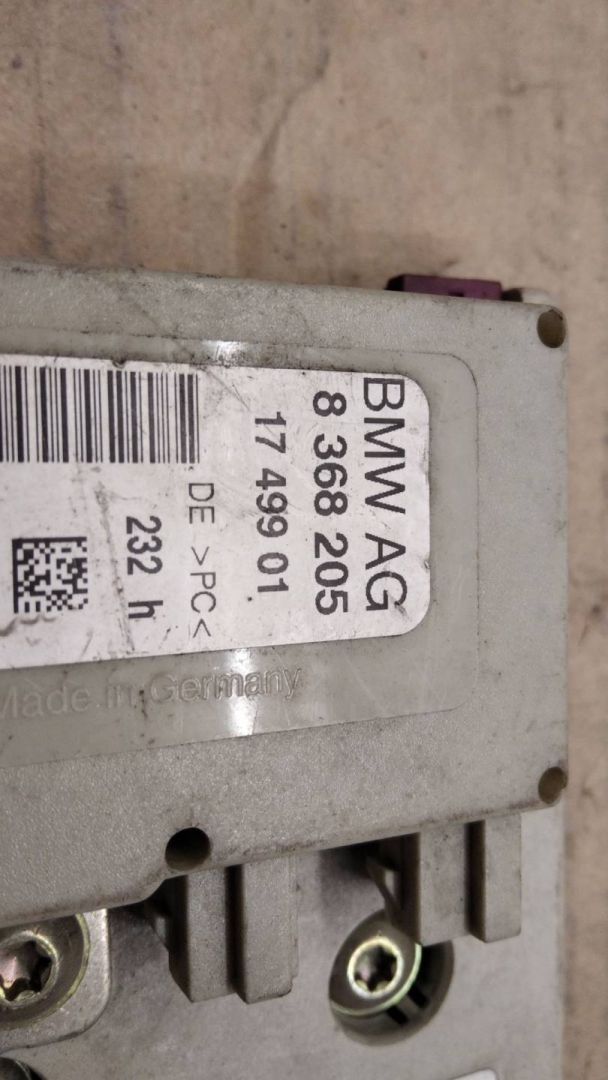 BMW AG
8 368 205
17 499 01
DE >PC<
232 h
Made in Germany